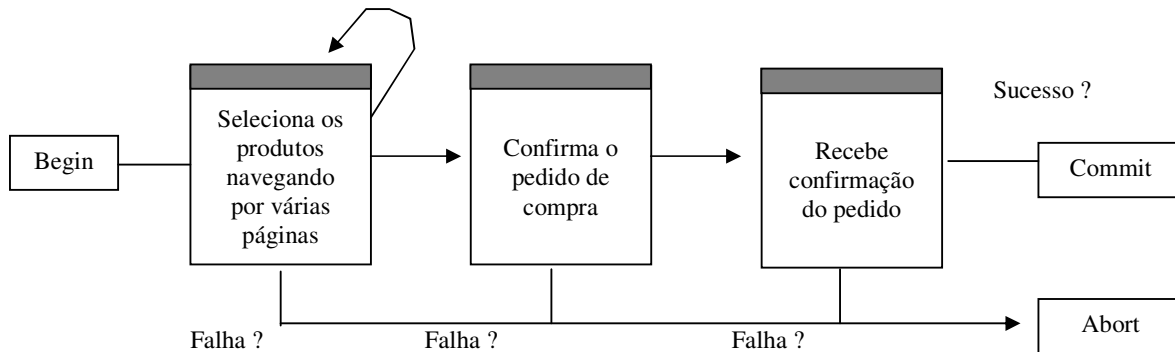 Begin
Seleciona os
produtos
navegando
por várias
páginas
Confirma o
pedido de
compra
Recebe
confirmação
do pedido
Sucesso ?
Commit
Falha ?
Falha ?
Falha ?
Abort